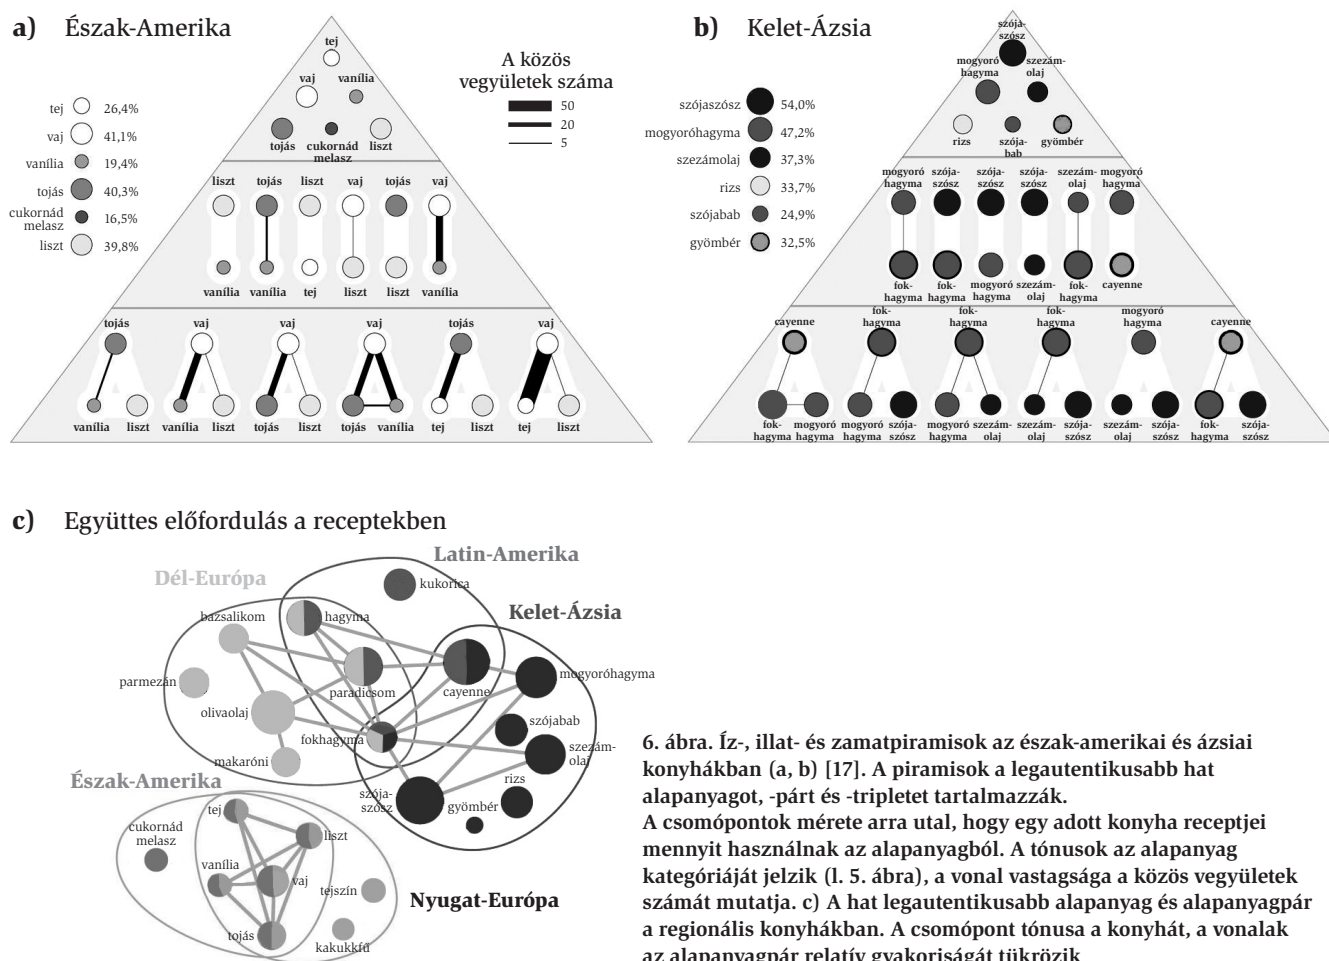 a) Észak-Amerika
tej
vaj
vanília
tojás
cukornád
melasz
liszt
tej 26,4%
vaj 41,1%
vanília 19,4%
tojás 40,3%
cukornád
melasz 16,5%
liszt 39,8%
A közös
vegyületek száma
50
20
5
liszt tojás liszt vaj tojás vaj
vanília vanília tej liszt liszt vanília
tojás vaj vaj vaj tojás vaj
vanília liszt vanília liszt tojás liszt tojás vanília tej liszt tej liszt
b) Kelet-Ázsia
szója-
szósz
mogyoró
hagyma
szezám-
olaj
rizs
szója-
bab
gyömbér
szójaszósz 54,0%
mogyoróhagyma 47,2%
szezámolaj 37,3%
rizs 33,7%
szójabab 24,9%
gyömbér 32,5%
mogyoró szója- szója- szója- szezám- mogyoró
hagyma szósz szósz szósz olaj hagyma
fok- fok- mogyoró szezám- fok- cayenne
hagyma hagyma hagyma olaj hagyma
cayenne fok- fok- fok- mogyoró cayenne
hagyma hagyma hagyma hagyma
fok- mogyoró mogyoró szója- mogyoró szezám- szezám- szója- szezám- szója- fok- szója-
hagyma hagyma hagyma szósz hagyma olaj olaj szósz olaj szósz hagyma szósz
c) Együttes előfordulás a receptekben
Latin-Amerika
Dél-Európa
kukorica
Kelet-Ázsia
bazsalikom
hagyma
parmezán
paradicsom
cayenne
mogyoróhagyma
olivaolaj
fokhagyma
szójabab
szezám-
olaj
makaróni
rizs
szója-
szósz
gyömbér
Észak-Amerika
tej
cukornád
melasz
liszt
vanília
vaj
tejszín
Nyugat-Európa
tojás
kakukkfű
6. ábra. Íz-, illat- és zamatpiramisok az észak-amerikai és ázsiai
konyhákban (a, b) [17]. A piramisok a legautentikusabb hat
alapanyagot, -párt és -tripletet tartalmazzák.
A csomópontok mérete arra utal, hogy egy adott konyha receptjei
mennyit használnak az alapanyagból. A tónusok az alapanyag
kategóriáját jelzik (l. 5. ábra), a vonal vastagsága a közös vegyületek
számát mutatja. c) A hat legautentikusabb alapanyag és alapanyagpár
a regionális konyhákban. A csomópont tónusa a konyhát, a vonalak
az alapanyagpár relatív gyakoriságát tükrözik